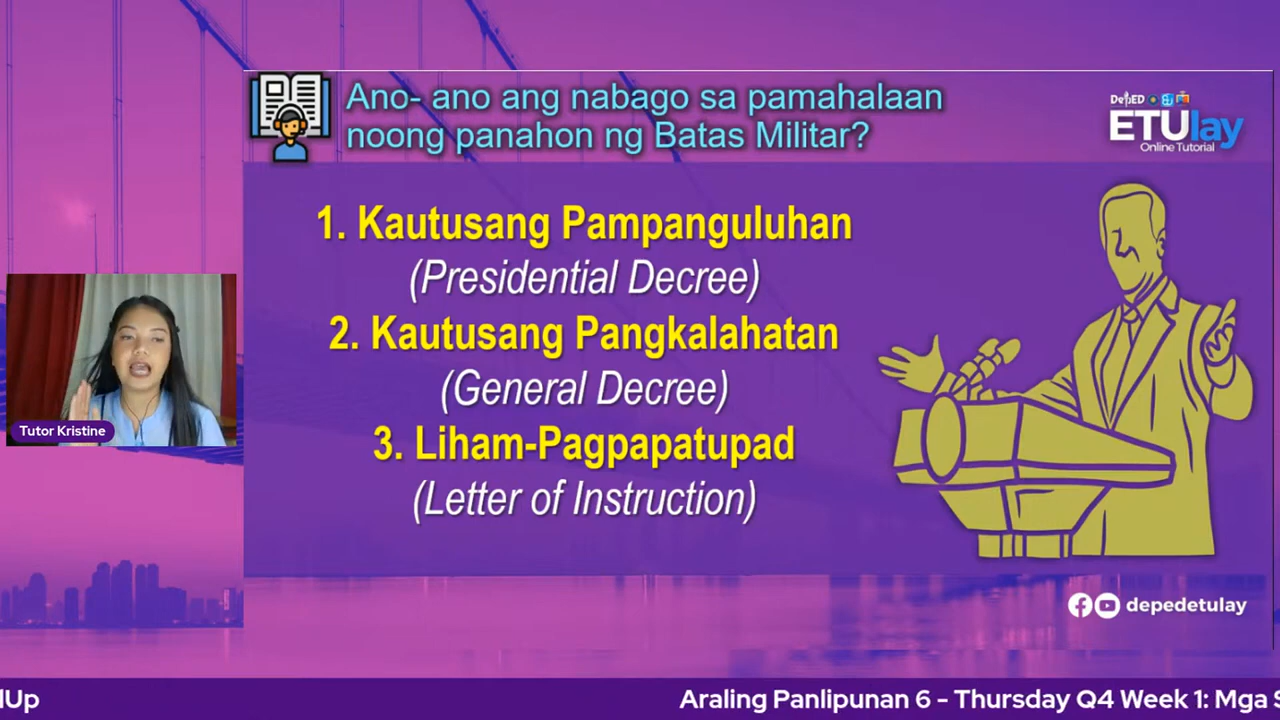 Ano- ano ang nabago sa pamahalaan
noong panahon ng Batas Militar?
DepED
ETUlay
Online Tutorial
1. Kautusang Pampanguluhan
(Presidential Decree)
2. Kautusang Pangkalahatan
(General Decree)
3. Liham-Pagpapatupad
(Letter of Instruction)
Tutor Kristine
depedetulay
Araling Panlipunan 6 - Thursday Q4 Week 1: Mga